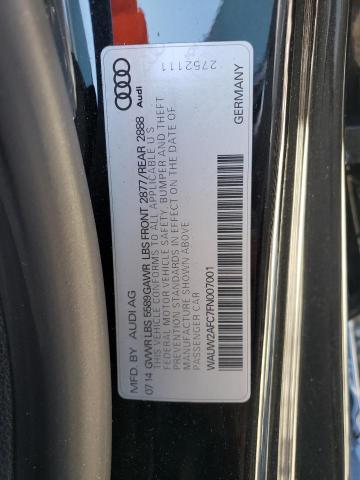 Audi
2752111
MFD. BY AUDI AG
GERMANY
07 14 GVWR LBS 5589 GAWR LBS FRONT 2877/REAR 2888
THIS VEHICLE CONFORMS TO ALL APPLICABLE U S
FEDERAL MOTOR VEHICLE SAFETY, BUMPER AND THEFT
PREVENTION STANDARDS IN EFFECT ON THE DATE OF
MANUFACTURE SHOWN ABOVE
PASSENGER CAR
WAUW2AFC7FN007001